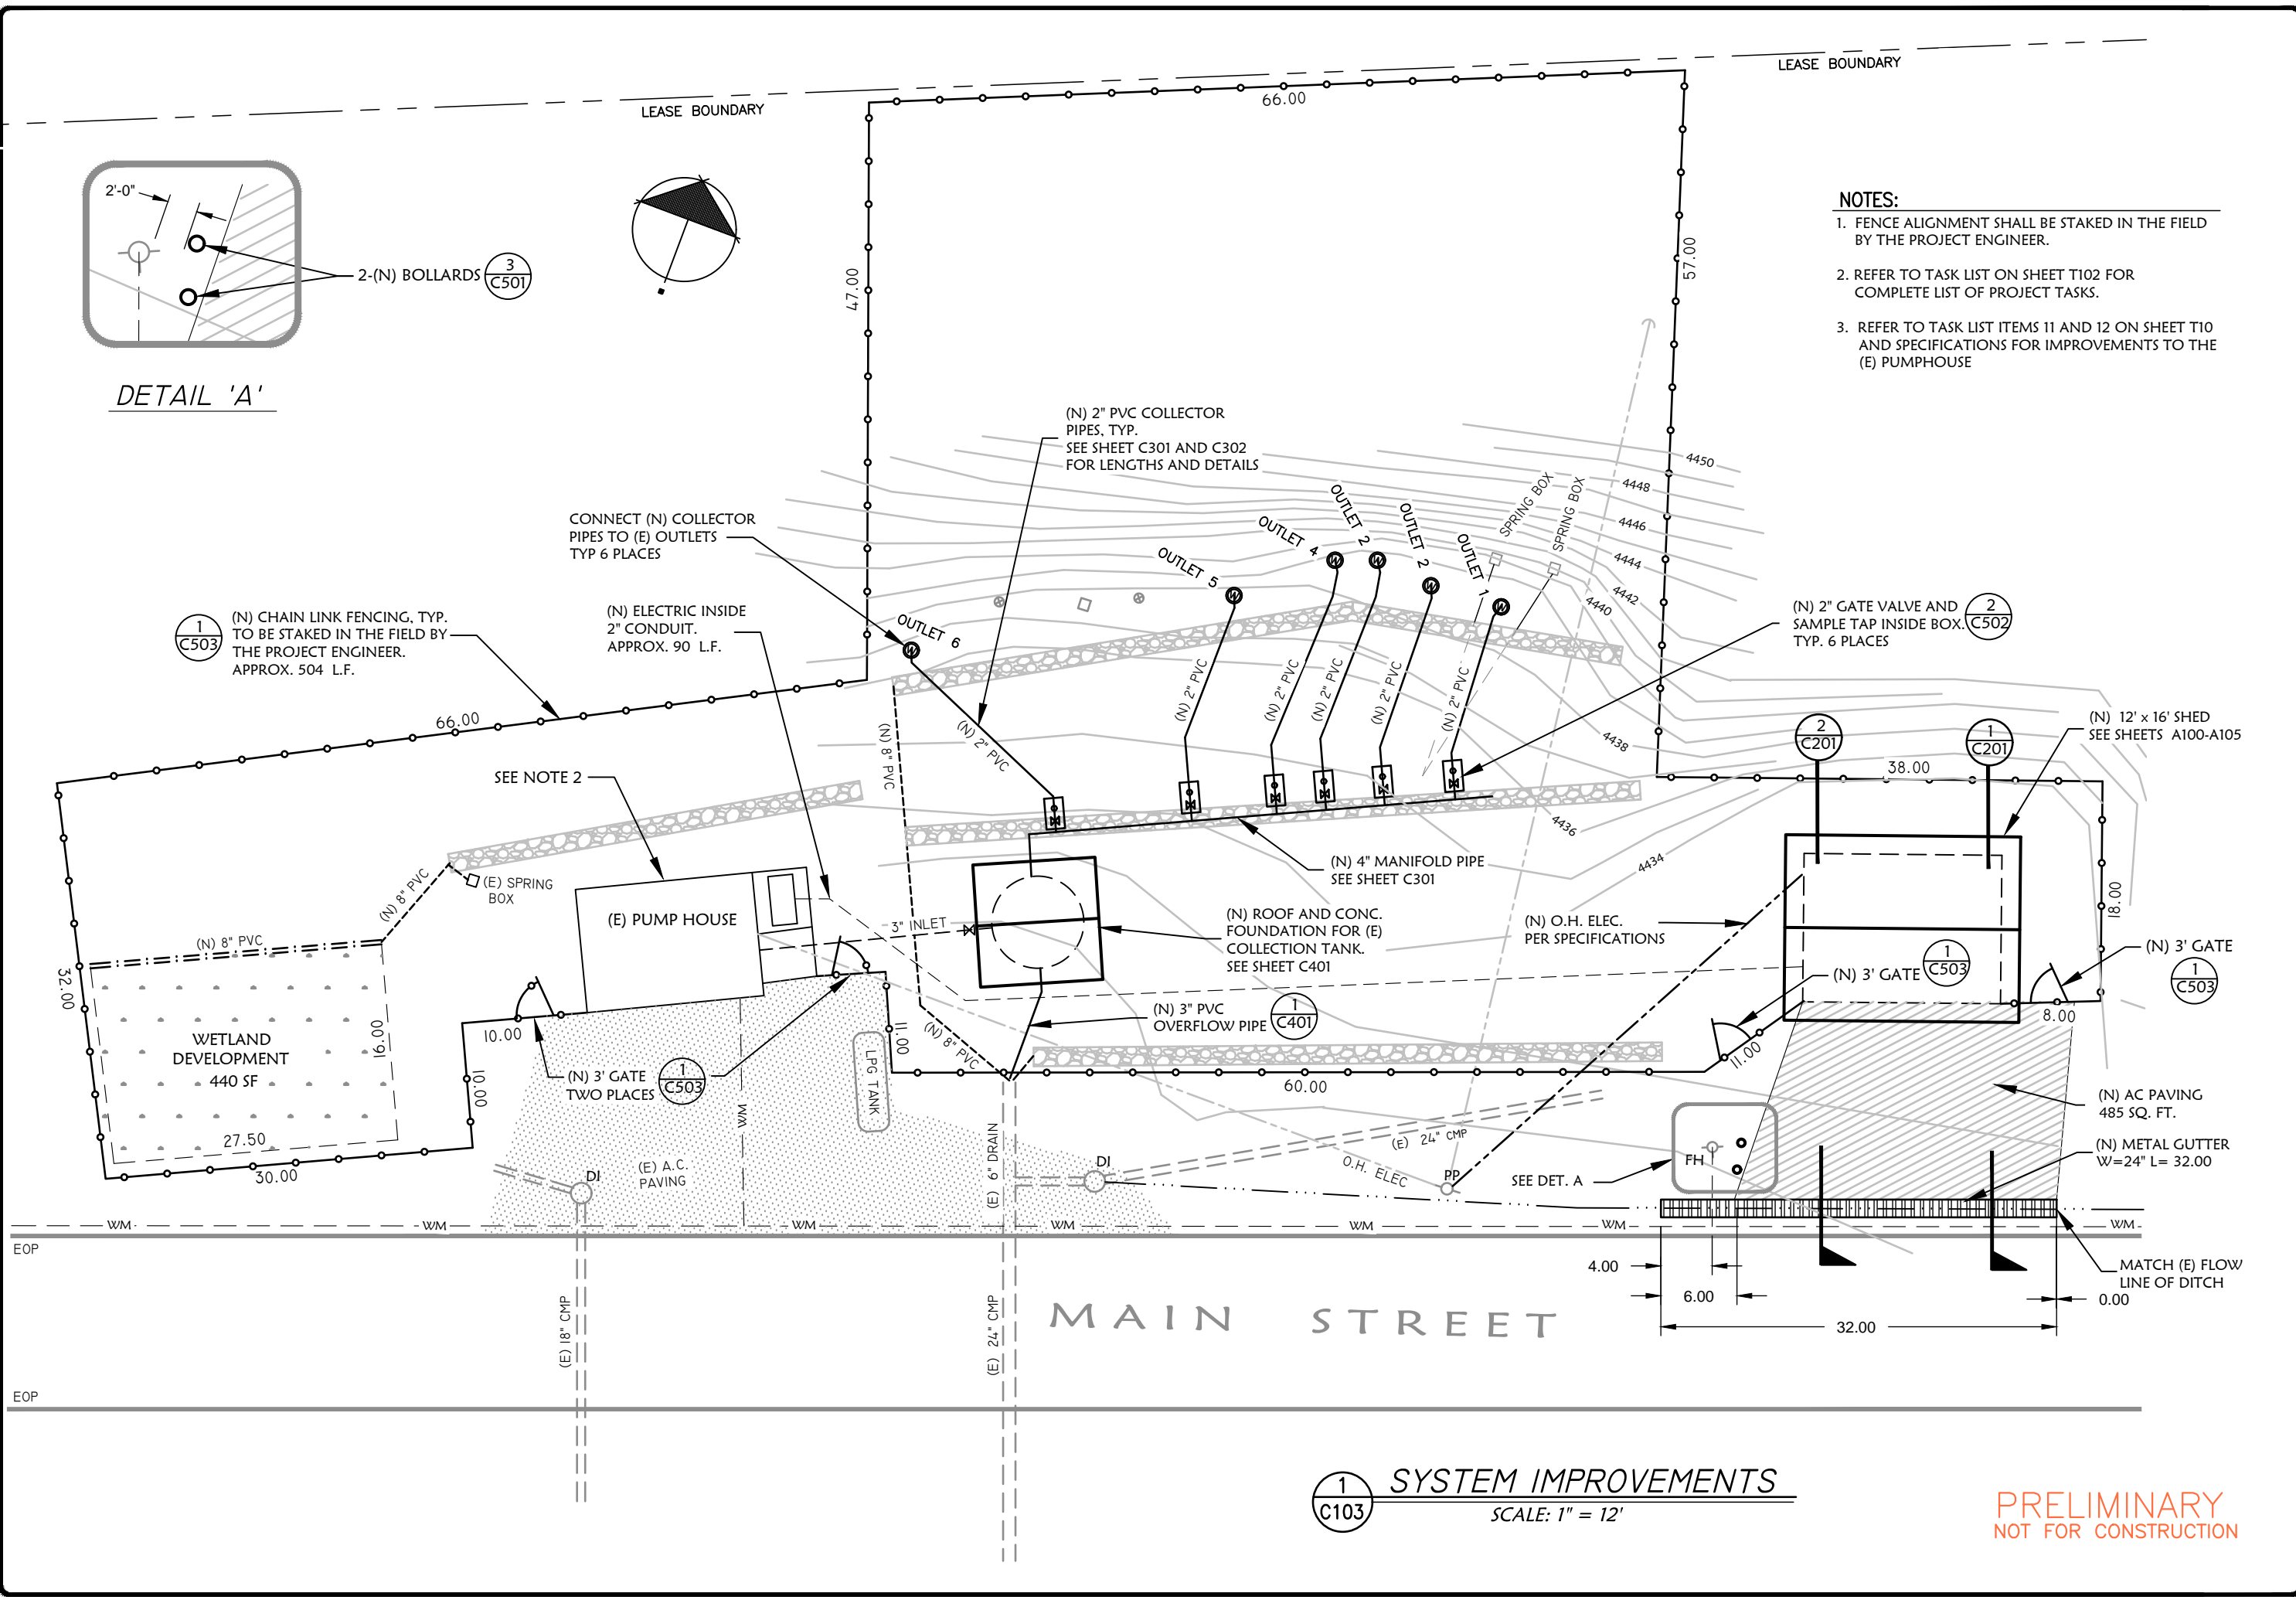 LEASE BOUNDARY
LEASE BOUNDARY
66.00
2'-0"
2-(N) BOLLARDS
3
C501
DETAIL 'A'
47.00
57.00
NOTES:
1. FENCE ALIGNMENT SHALL BE STAKED IN THE FIELD
BY THE PROJECT ENGINEER.
2. REFER TO TASK LIST ON SHEET T102 FOR
COMPLETE LIST OF PROJECT TASKS.
3. REFER TO TASK LIST ITEMS 11 AND 12 ON SHEET T10
AND SPECIFICATIONS FOR IMPROVEMENTS TO THE
(E) PUMPHOUSE
(N) 2" PVC COLLECTOR
PIPES, TYP.
SEE SHEET C301 AND C302
FOR LENGTHS AND DETAILS
4450
4448
4446
4444
4442
4440
4438
4436
4434
SPRING BOX
SPRING BOX
CONNECT (N) COLLECTOR
PIPES TO (E) OUTLETS
TYP 6 PLACES
OUTLET 6
OUTLET 5
OUTLET 4
OUTLET 2
OUTLET 2
OUTLET 1
W
W
W
W
W
W
1
C503
(N) CHAIN LINK FENCING, TYP.
TO BE STAKED IN THE FIELD BY
THE PROJECT ENGINEER.
APPROX. 504 L.F.
(N) ELECTRIC INSIDE
2" CONDUIT.
APPROX. 90 L.F.
(N) 2" GATE VALVE AND
SAMPLE TAP INSIDE BOX.
TYP. 6 PLACES
2
C502
66.00
(N) 8" PVC
(N) 2" PVC
(N) 2" PVC
(N) 2" PVC
(N) 2" PVC
(N) 2" PVC
(N) 2" PVC
2
C201
1
C201
(N) 12' x 16' SHED
SEE SHEETS A100-A105
38.00
SEE NOTE 2
(N) 8" PVC
(E) SPRING
BOX
(E) PUMP HOUSE
3" INLET
(N) 4" MANIFOLD PIPE
SEE SHEET C301
(N) ROOF AND CONC.
FOUNDATION FOR (E)
COLLECTION TANK.
SEE SHEET C401
(N) O.H. ELEC.
PER SPECIFICATIONS
18.00
(N) 3' GATE
1
C503
(N) 3' GATE
1
C503
(N) 8" PVC
32.00
WETLAND
DEVELOPMENT
440 SF
16.00
27.50
30.00
10.00
10.00
(N) 3' GATE
TWO PLACES
1
C503
WM
LPG TANK
11.00
(N) 8" PVC
(N) 3" PVC
OVERFLOW PIPE
1
C401
60.00
11.00
8.00
(N) AC PAVING
485 SQ. FT.
(N) METAL GUTTER
W=24" L= 32.00
(E) A.C.
PAVING
DI
DI
(E) 6" DRAIN
(E) 24" CMP
O.H. ELEC
PP
SEE DET. A
FH
WM
WM
WM
WM
WM
WM
WM
EOP
4.00
6.00
32.00
0.00
MATCH (E) FLOW
LINE OF DITCH
(E) 18" CMP
(E) 24" CMP
MAIN STREET
EOP
1
C103
SYSTEM IMPROVEMENTS
SCALE: 1" = 12'
PRELIMINARY
NOT FOR CONSTRUCTION